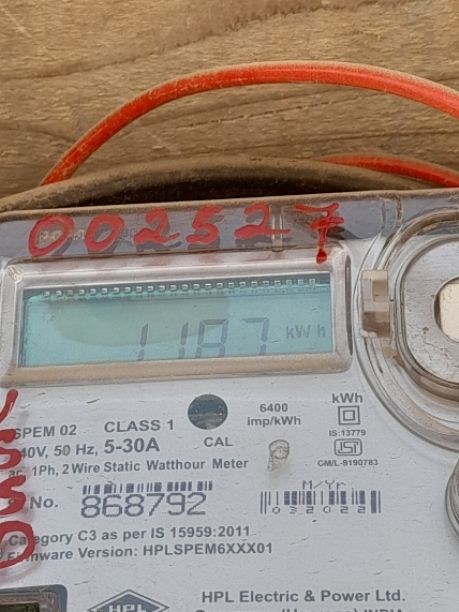 002527
1187 kWh
SPEM 02 CLASS 1
6400 imp/kWh
kWh
40V, 50 Hz, 5-30A
CAL
IS:13779
1Ph, 2 Wire Static Watthour Meter
CM/L-9190783
No. 868792
M/Yr
032022
Category C3 as per IS 15959:2011
Firmware Version: HPLSPEM6XXX01
HPL
HPL Electric & Power Ltd.